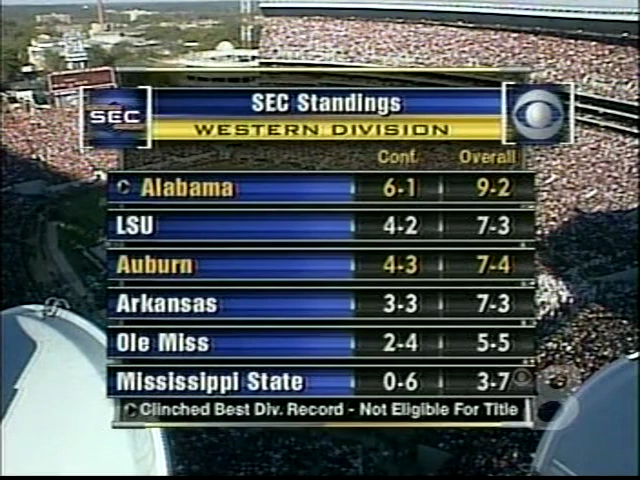 SEC
SEC Standings
WESTERN DIVISION
Conf. Overall
Alabama 6-1 9-2
LSU 4-2 7-3
Auburn 4-3 7-4
Arkansas 3-3 7-3
Ole Miss 2-4 5-5
Mississippi State 0-6 3-7
Clinched Best Div. Record - Not Eligible For Title